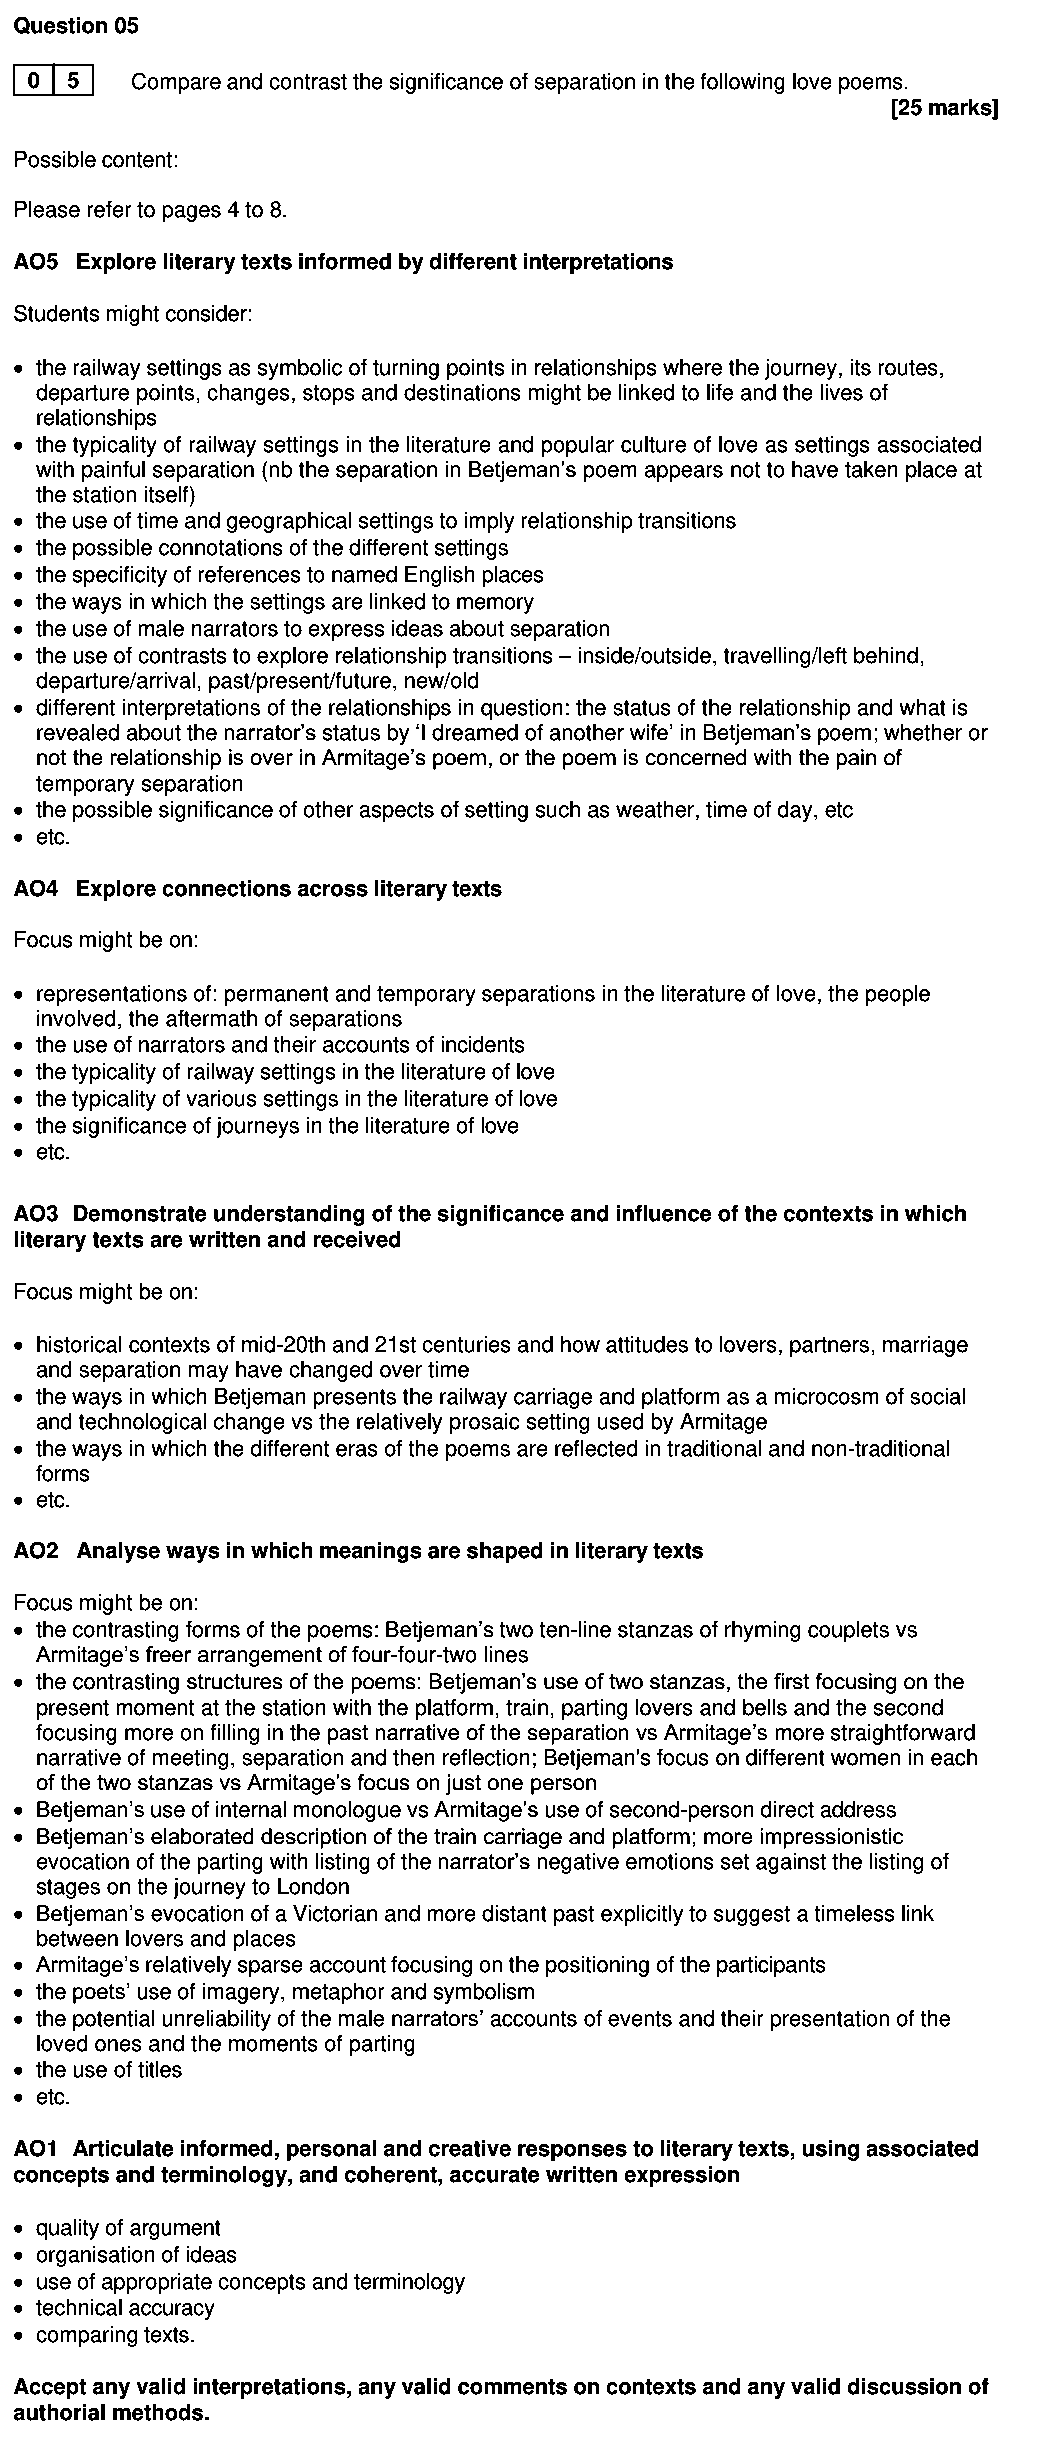 Question 05
0 5 Compare and contrast the significance of separation in the following love poems.
[25 marks]
Possible content:
Please refer to pages 4 to 8.
AO5 Explore literary texts informed by different interpretations
Students might consider:
• the railway settings as symbolic of turning points in relationships where the journey, its routes,
departure points, changes, stops and destinations might be linked to life and the lives of
relationships
• the typicality of railway settings in the literature and popular culture of love as settings associated
with painful separation (nb the separation in Betjeman's poem appears not to have taken place at
the station itself)
• the use of time and geographical settings to imply relationship transitions
• the possible connotations of the different settings
• the specificity of references to named English places
• the ways in which the settings are linked to memory
• the use of male narrators to express ideas about separation
• the use of contrasts to explore relationship transitions – inside/outside, travelling/left behind,
departure/arrival, past/present/future, new/old
• different interpretations of the relationships in question: the status of the relationship and what is
revealed about the narrator's status by 'I dreamed of another wife' in Betjeman's poem; whether or
not the relationship is over in Armitage's poem, or the poem is concerned with the pain of
temporary separation
• the possible significance of other aspects of setting such as weather, time of day, etc
• etc.
AO4 Explore connections across literary texts
Focus might be on:
• representations of: permanent and temporary separations in the literature of love, the people
involved, the aftermath of separations
• the use of narrators and their accounts of incidents
• the typicality of railway settings in the literature of love
• the typicality of various settings in the literature of love
• the significance of journeys in the literature of love
• etc.
AO3 Demonstrate understanding of the significance and influence of the contexts in which
literary texts are written and received
Focus might be on:
• historical contexts of mid-20th and 21st centuries and how attitudes to lovers, partners, marriage
and separation may have changed over time
• the ways in which Betjeman presents the railway carriage and platform as a microcosm of social
and technological change vs the relatively prosaic setting used by Armitage
• the ways in which the different eras of the poems are reflected in traditional and non-traditional
forms
• etc.
AO2 Analyse ways in which meanings are shaped in literary texts
Focus might be on:
• the contrasting forms of the poems: Betjeman's two ten-line stanzas of rhyming couplets vs
Armitage's freer arrangement of four-four-two lines
• the contrasting structures of the poems: Betjeman's use of two stanzas, the first focusing on the
present moment at the station with the platform, train, parting lovers and bells and the second
focusing more on filling in the past narrative of the separation vs Armitage's more straightforward
narrative of meeting, separation and then reflection; Betjeman's focus on different women in each
of the two stanzas vs Armitage's focus on just one person
• Betjeman's use of internal monologue vs Armitage's use of second-person direct address
• Betjeman's elaborated description of the train carriage and platform; more impressionistic
evocation of the parting with listing of the narrator's negative emotions set against the listing of
stages on the journey to London
• Betjeman's evocation of a Victorian and more distant past explicitly to suggest a timeless link
between lovers and places
• Armitage's relatively sparse account focusing on the positioning of the participants
• the poets' use of imagery, metaphor and symbolism
• the potential unreliability of the male narrators' accounts of events and their presentation of the
loved ones and the moments of parting
• the use of titles
• etc.
AO1 Articulate informed, personal and creative responses to literary texts, using associated
concepts and terminology, and coherent, accurate written expression
• quality of argument
• organisation of ideas
• use of appropriate concepts and terminology
• technical accuracy
• comparing texts.
Accept any valid interpretations, any valid comments on contexts and any valid discussion of
authorial methods.